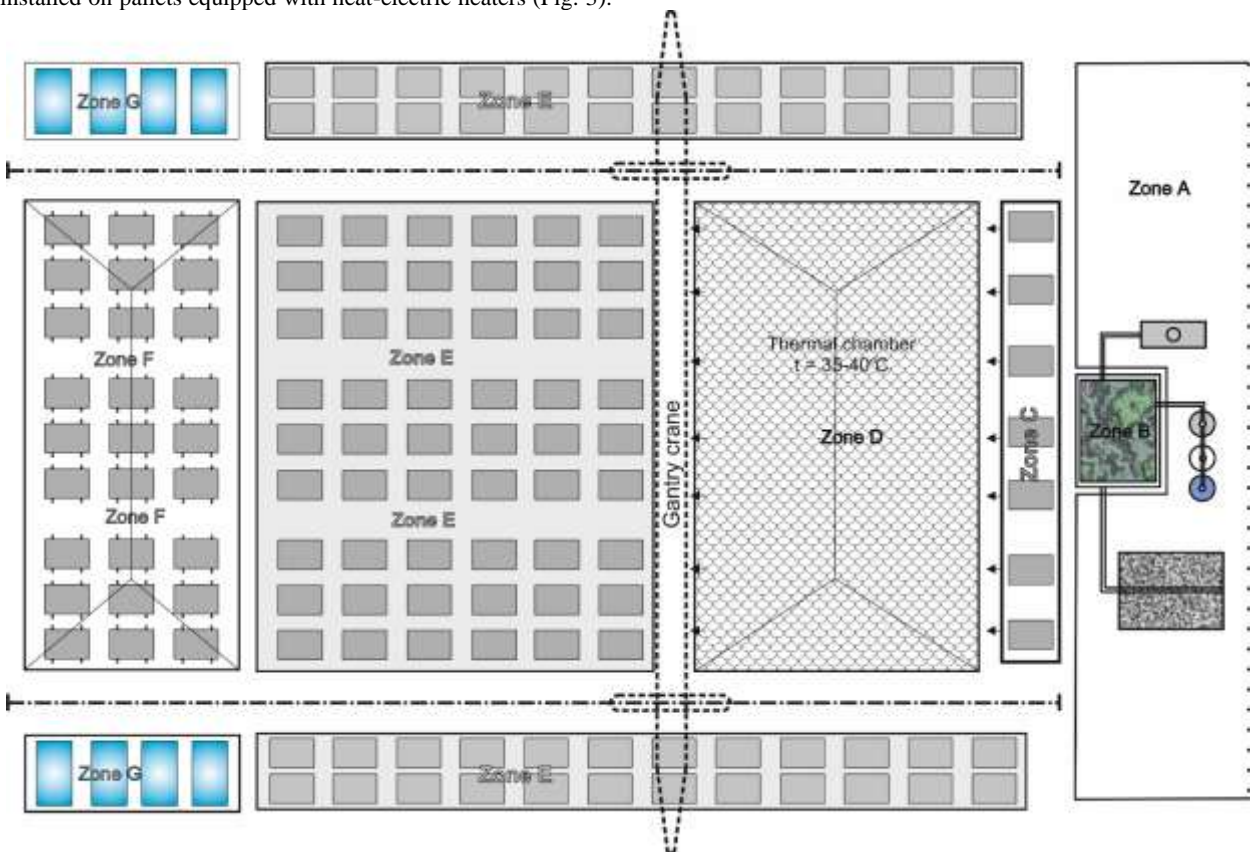 installed on pallets equipped with heat-electric heaters (Fig. 3).
Zone G
Zone E
Zone A
Zone F
Zone E
Thermal chamber
t = 35-40°C
Zone D
Gantry crane
Zone C
Zone B
Zone F
Zone E
Zone G
Zone E